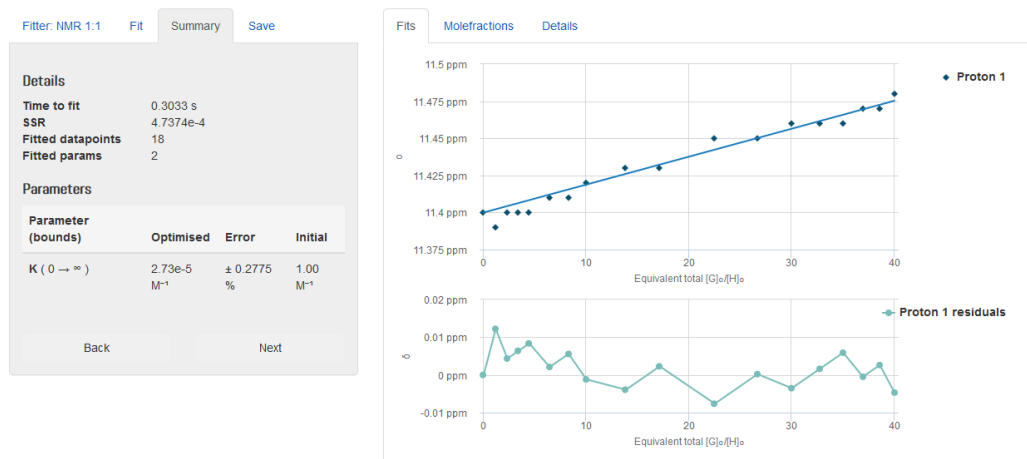 Fitter: NMR 1:1 Fit Summary Save
Details
Time to fit 0.3033 s
SSR 4.7374e-4
Fitted datapoints 18
Fitted params 2
Parameters
Parameter
(bounds) Optimised Error Initial
K ( 0 → ∞ ) 2.73e-5 ± 0.2775 1.00
M⁻¹ % M⁻¹
Back Next
Fits Molefractions Details
11.5 ppm
11.475 ppm
11.45 ppm
11.425 ppm
11.4 ppm
11.375 ppm
0 10 20 30 40
Equivalent total [G]₀/[H]₀
Proton 1
0.02 ppm
0.01 ppm
0 ppm
-0.01 ppm
δ
0 10 20 30 40
Equivalent total [G]₀/[H]₀
Proton 1 residuals